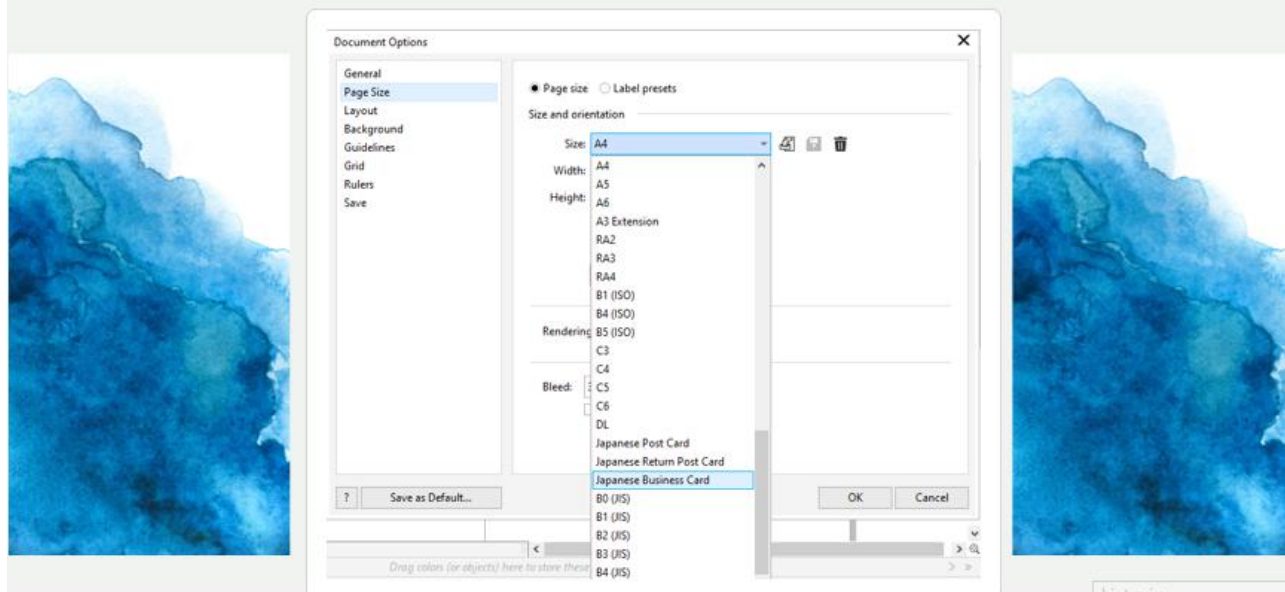 Document Options
General
Page Size
Layout
Background
Guidelines
Grid
Rulers
Save
Page size
Label presets
Size and orientation
Size: A4
Width:
Height:
A4
A5
A6
A3 Extension
RA2
RA3
RA4
B1 (ISO)
B4 (ISO)
Rendering
B5 (ISO)
C3
C4
Bleed:
C5
C6
DL
Japanese Post Card
Japanese Return Post Card
Japanese Business Card
B0 (JIS)
B1 (JIS)
B2 (JIS)
B3 (JIS)
B4 (JIS)
? Save as Default...
OK Cancel
Drag colors (or objects) here to store these